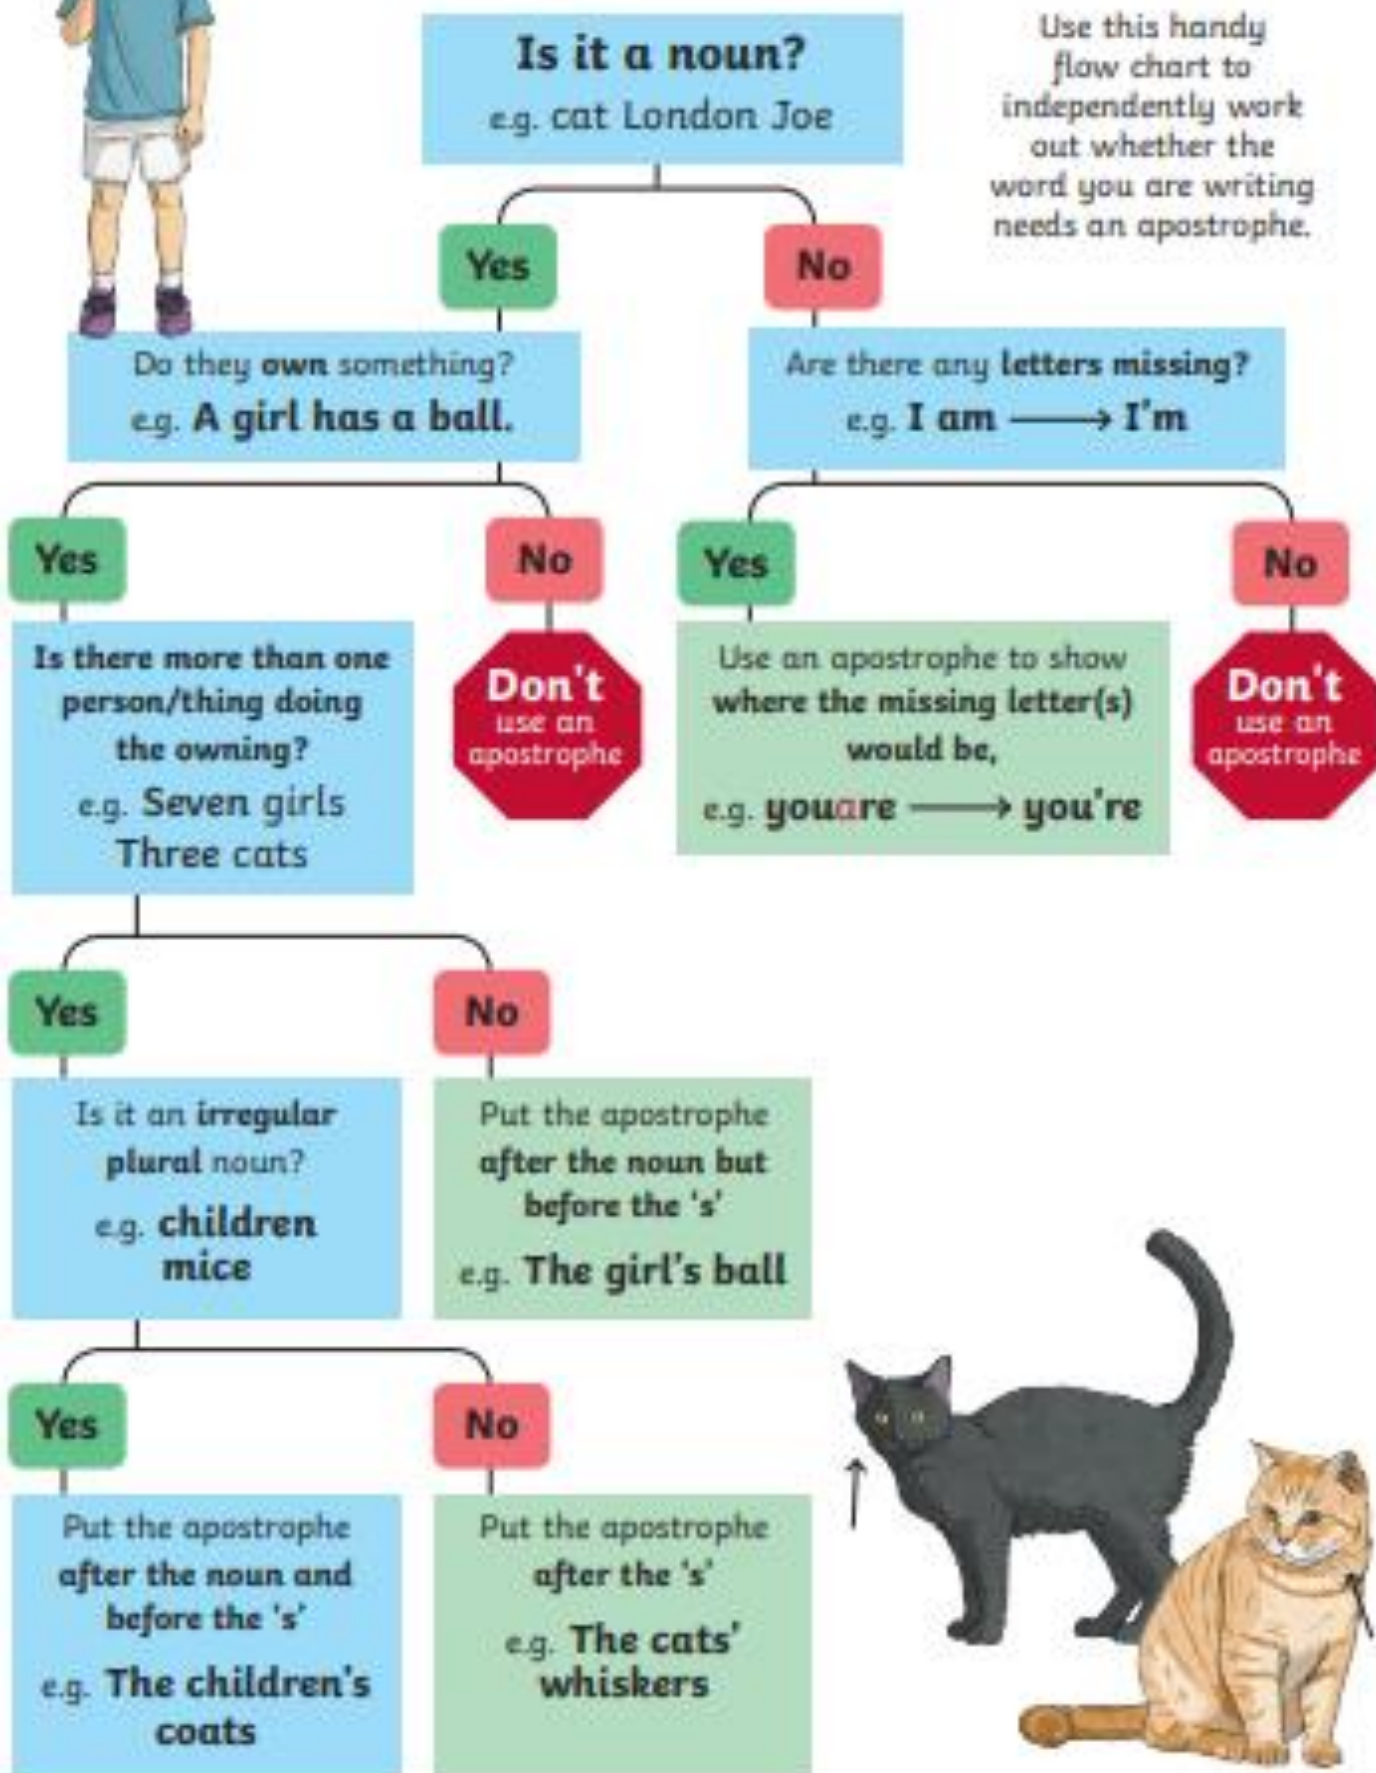 Is it a noun?
e.g. cat London Joe
Use this handy
flow chart to
independently work
out whether the
word you are writing
needs an apostrophe.
Yes
No
Do they own something?
e.g. A girl has a ball.
Are there any letters missing?
e.g. I am ⟶ I'm
Yes
No
Yes
No
Is there more than one
person/thing doing
the owning?
e.g. Seven girls
Three cats
Don't
use an
apostrophe
Use an apostrophe to show
where the missing letter(s)
would be,
e.g. youare ⟶ you're
Don't
use an
apostrophe
Yes
No
Is it an irregular
plural noun?
e.g. children
mice
Put the apostrophe
after the noun but
before the 's'
e.g. The girl's ball
Yes
No
Put the apostrophe
after the noun and
before the 's'
e.g. The children's
coats
Put the apostrophe
after the 's'
e.g. The cats'
whiskers